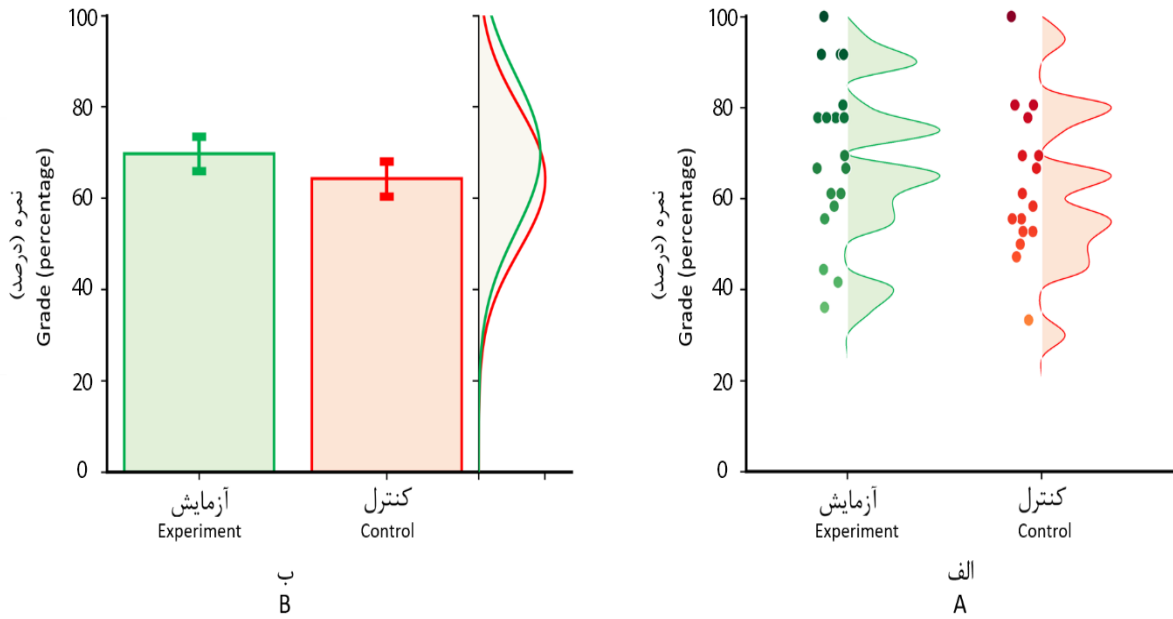 100
80
60
40
20
0
نمره (درصد)
Grade (percentage)
آزمایش
Experiment
کنترل
Control
ب
B
100
80
60
40
20
0
نمره (درصد)
Grade (percentage)
آزمایش
Experiment
کنترل
Control
الف
A